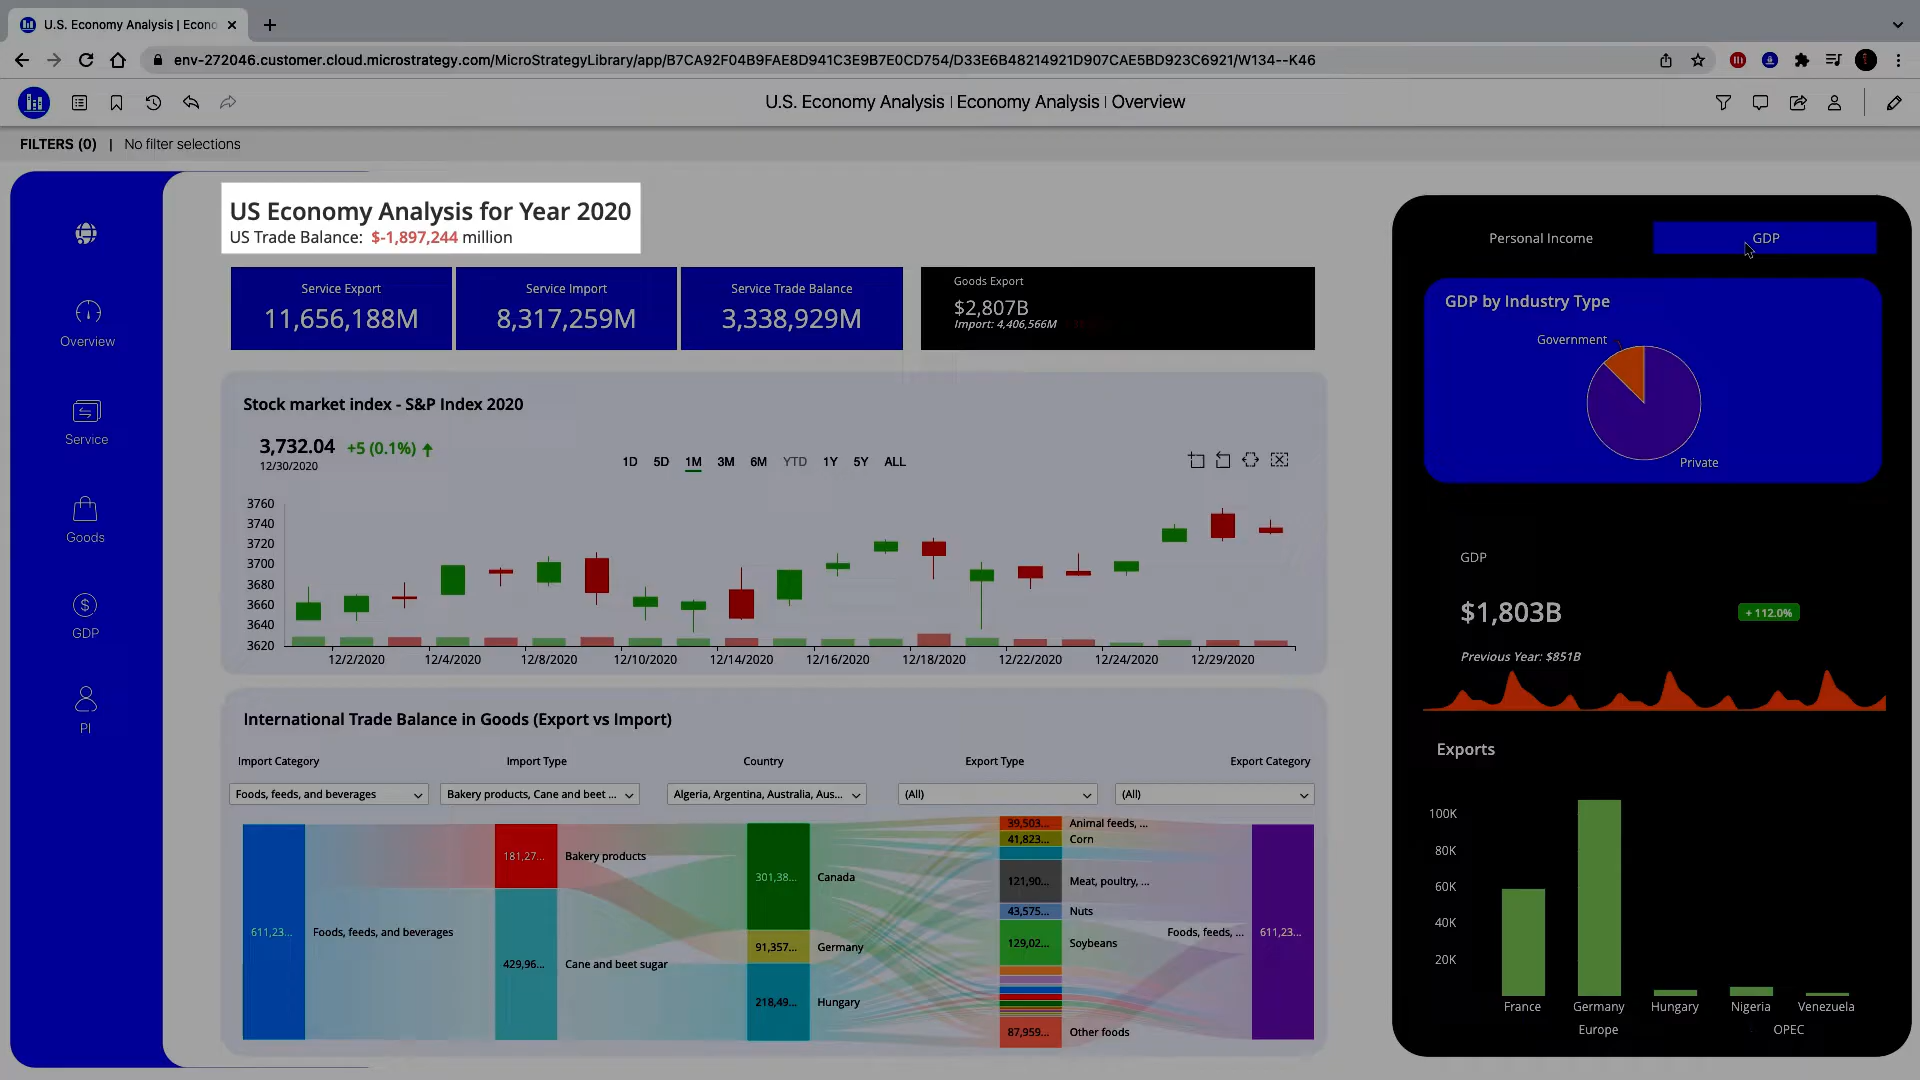 U.S. Economy Analysis | Econo
env-272046.customer.cloud.microstrategy.com/MicroStrategyLibrary/app/B7CA92F04B9FAE8D941C3E9B7E0CD754/D33E6B48214921D907CAE5BD923C6921/W134--K46
U.S. Economy Analysis | Economy Analysis | Overview
FILTERS (0) | No filter selections
Overview
Service
Goods
GDP
PI
US Economy Analysis for Year 2020
US Trade Balance: $-1,897,244 million
Service Export
11,656,188M
Service Import
8,317,259M
Service Trade Balance
3,338,929M
Goods Export
$2,807B
Import: 4,406,566M
Stock market index - S&P Index 2020
3,732.04 +5 (0.1%)
12/30/2020
1D 5D 1M 3M 6M YTD 1Y 5Y ALL
3760
3740
3720
3700
3680
3660
3640
3620
12/2/2020 12/4/2020 12/8/2020 12/10/2020 12/14/2020 12/16/2020 12/18/2020 12/22/2020 12/24/2020 12/29/2020
International Trade Balance in Goods (Export vs Import)
Import Category Import Type Country Export Type Export Category
Foods, feeds, and beverages
Bakery products, Cane and beet ...
Algeria, Argentina, Australia, Aus...
(All)
(All)
611,23...
Foods, feeds, and beverages
181,27...
Bakery products
429,96...
Cane and beet sugar
301,38...
Canada
91,357...
Germany
218,49...
Hungary
39,503...
Animal feeds, ...
41,823...
Corn
121,90...
Meat, poultry, ...
43,575...
Nuts
129,02...
Soybeans
87,959...
Other foods
Foods, feeds, ...
611,23...
Personal Income
GDP
GDP by Industry Type
Government
Private
GDP
$1,803B
+ 112.0%
Previous Year: $851B
Exports
100K
80K
60K
40K
20K
France Germany Hungary Nigeria Venezuela
Europe OPEC